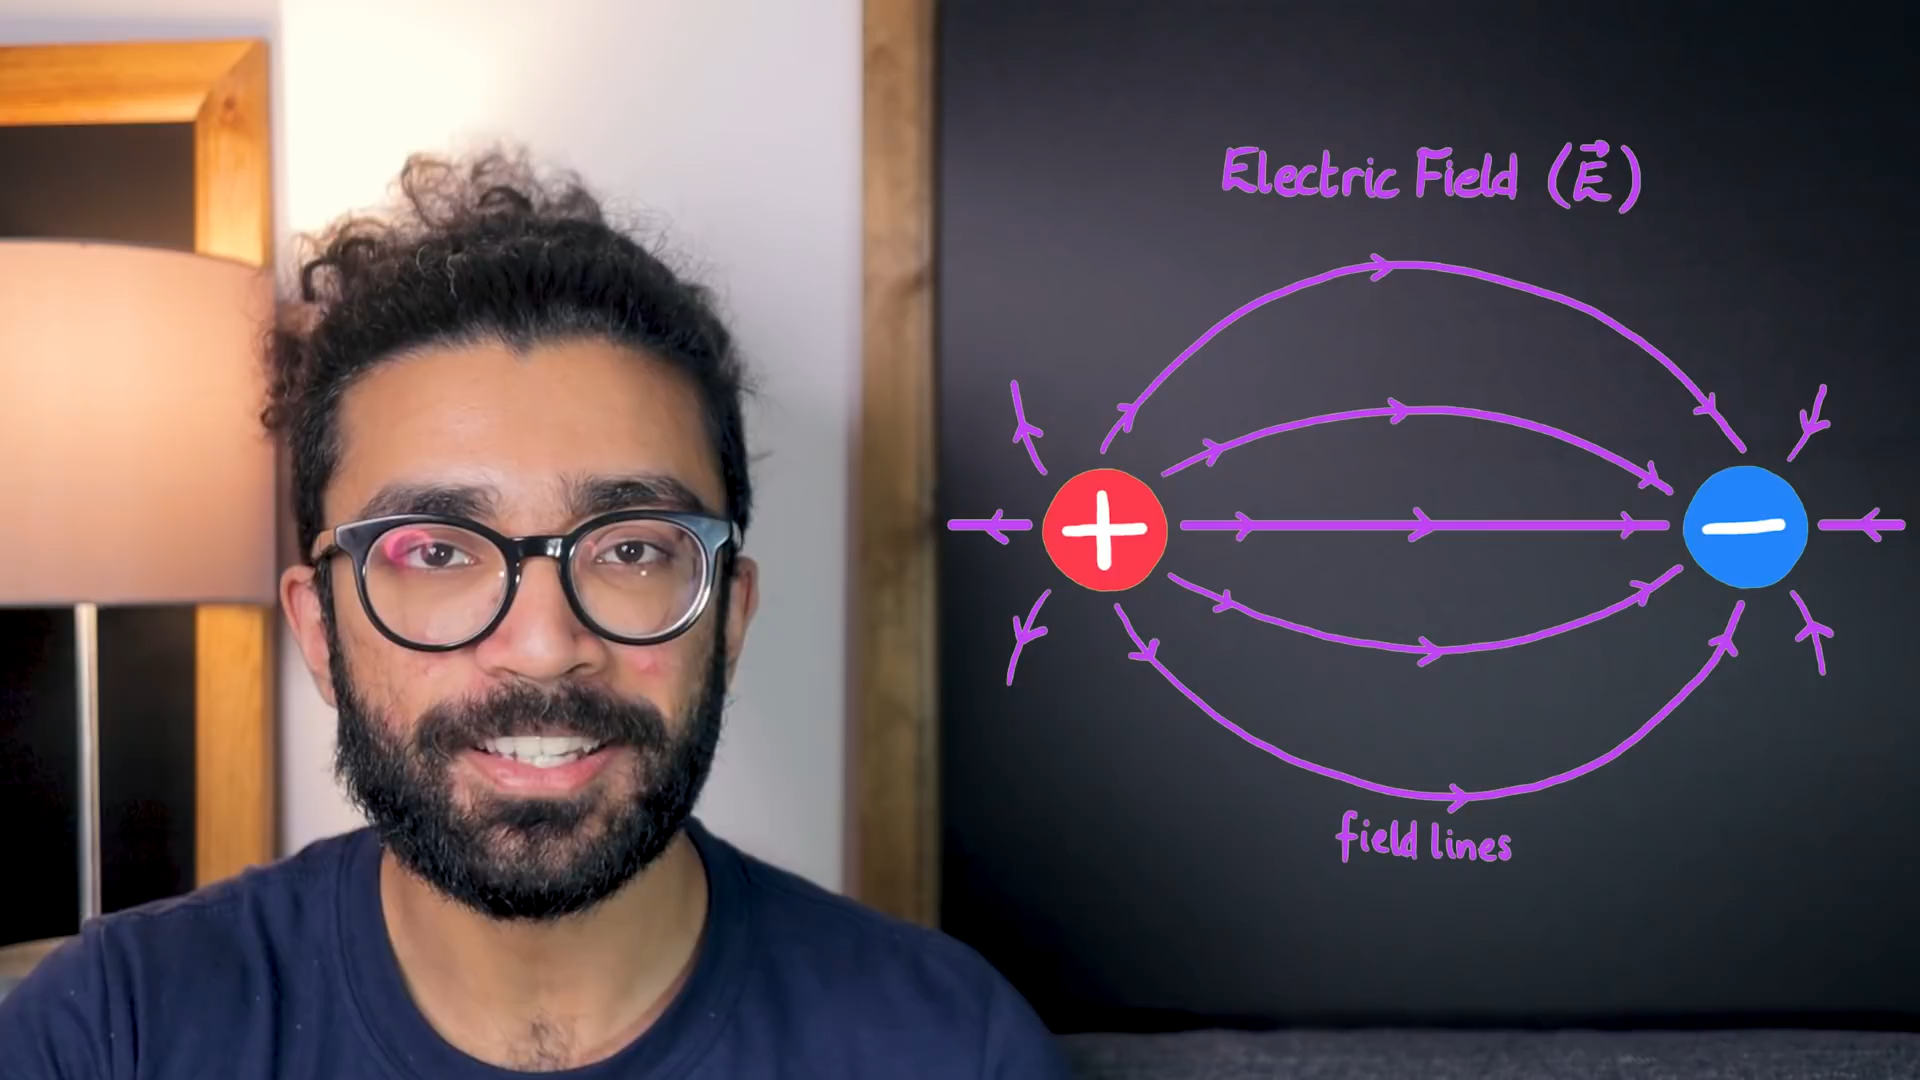 Electric Field (E⃗)
+
−
field lines